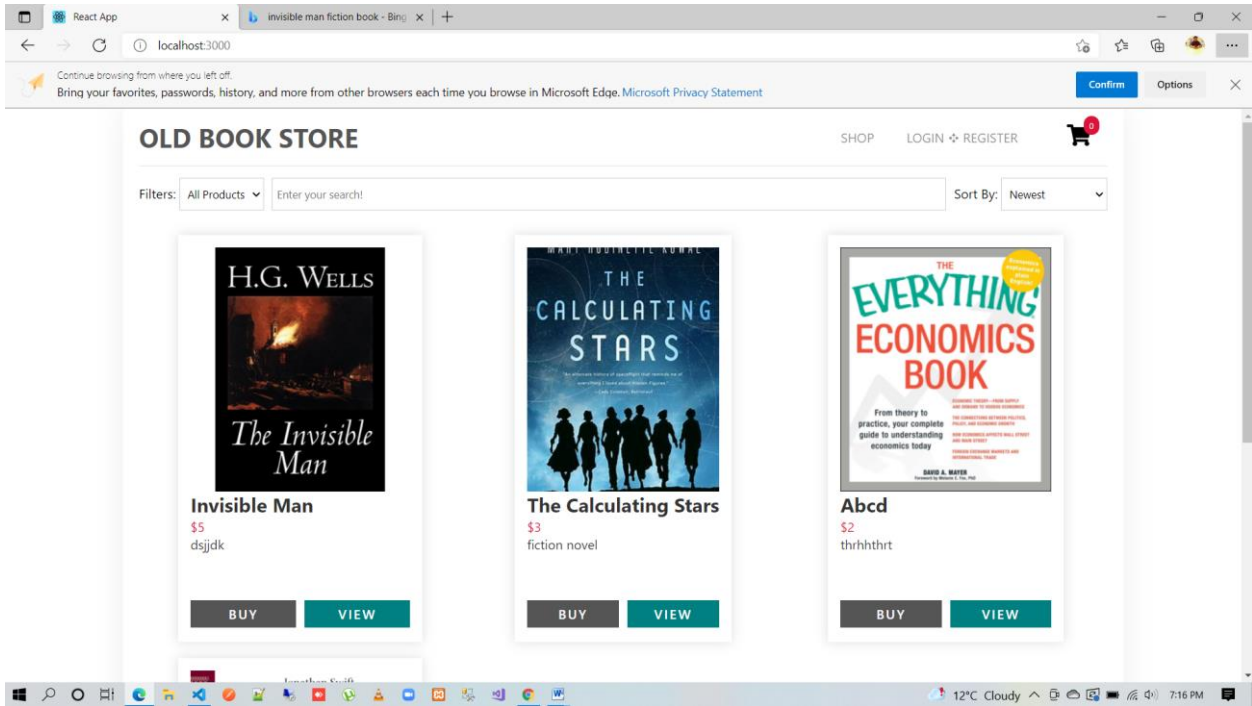 React App
invisible man fiction book - Bing
localhost:3000
Continue browsing from where you left off.
Bring your favorites, passwords, history, and more from other browsers each time you browse in Microsoft Edge. Microsoft Privacy Statement
Confirm
Options
OLD BOOK STORE
SHOP
LOGIN ✣ REGISTER
0
Filters: All Products
Enter your search!
Sort By: Newest
H.G. WELLS
The Invisible
Man
Invisible Man
$5
dsjjdk
BUY
VIEW
MARY ROBINETTE KOWAL
THE
CALCULATING
STARS
The Calculating Stars
$3
fiction novel
BUY
VIEW
THE
EVERYTHING
ECONOMICS
BOOK
From theory to
practice, your complete
guide to understanding
economics today
DAVID A. MAYER
Abcd
$2
thrhhthrt
BUY
VIEW
Jonathan Swift
12°C Cloudy
7:16 PM